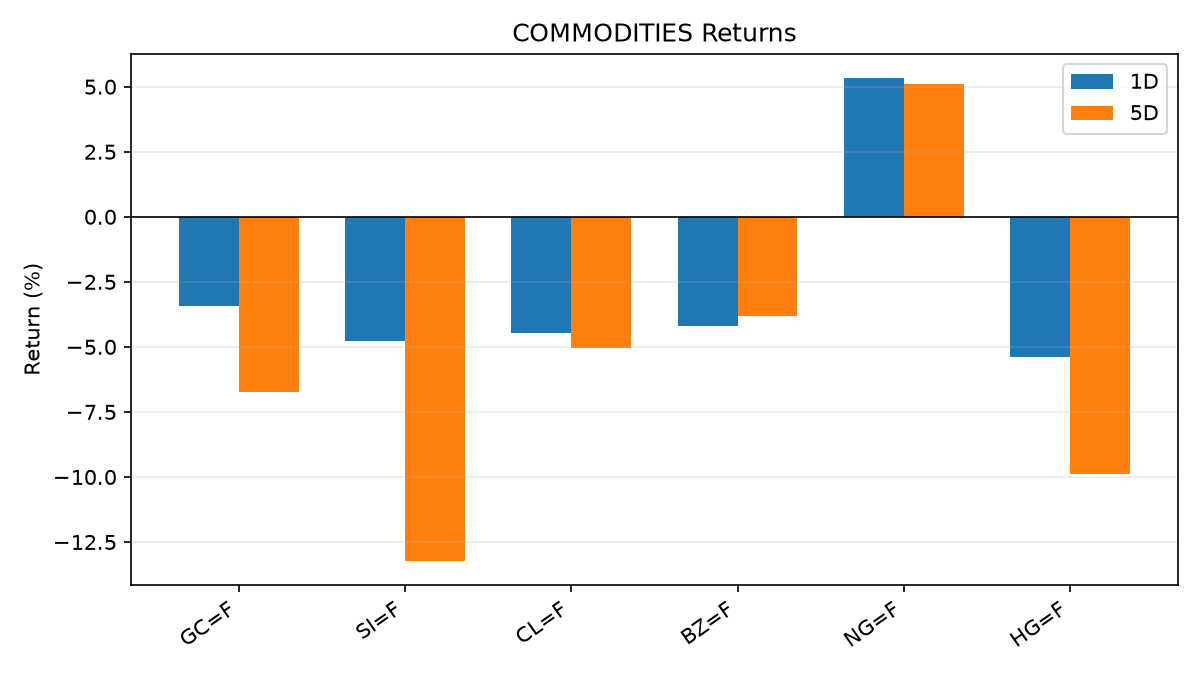 COMMODITIES Returns
1D
5D
Return (%)
5.0
2.5
0.0
−2.5
−5.0
−7.5
−10.0
−12.5
GC=F
SI=F
CL=F
BZ=F
NG=F
HG=F